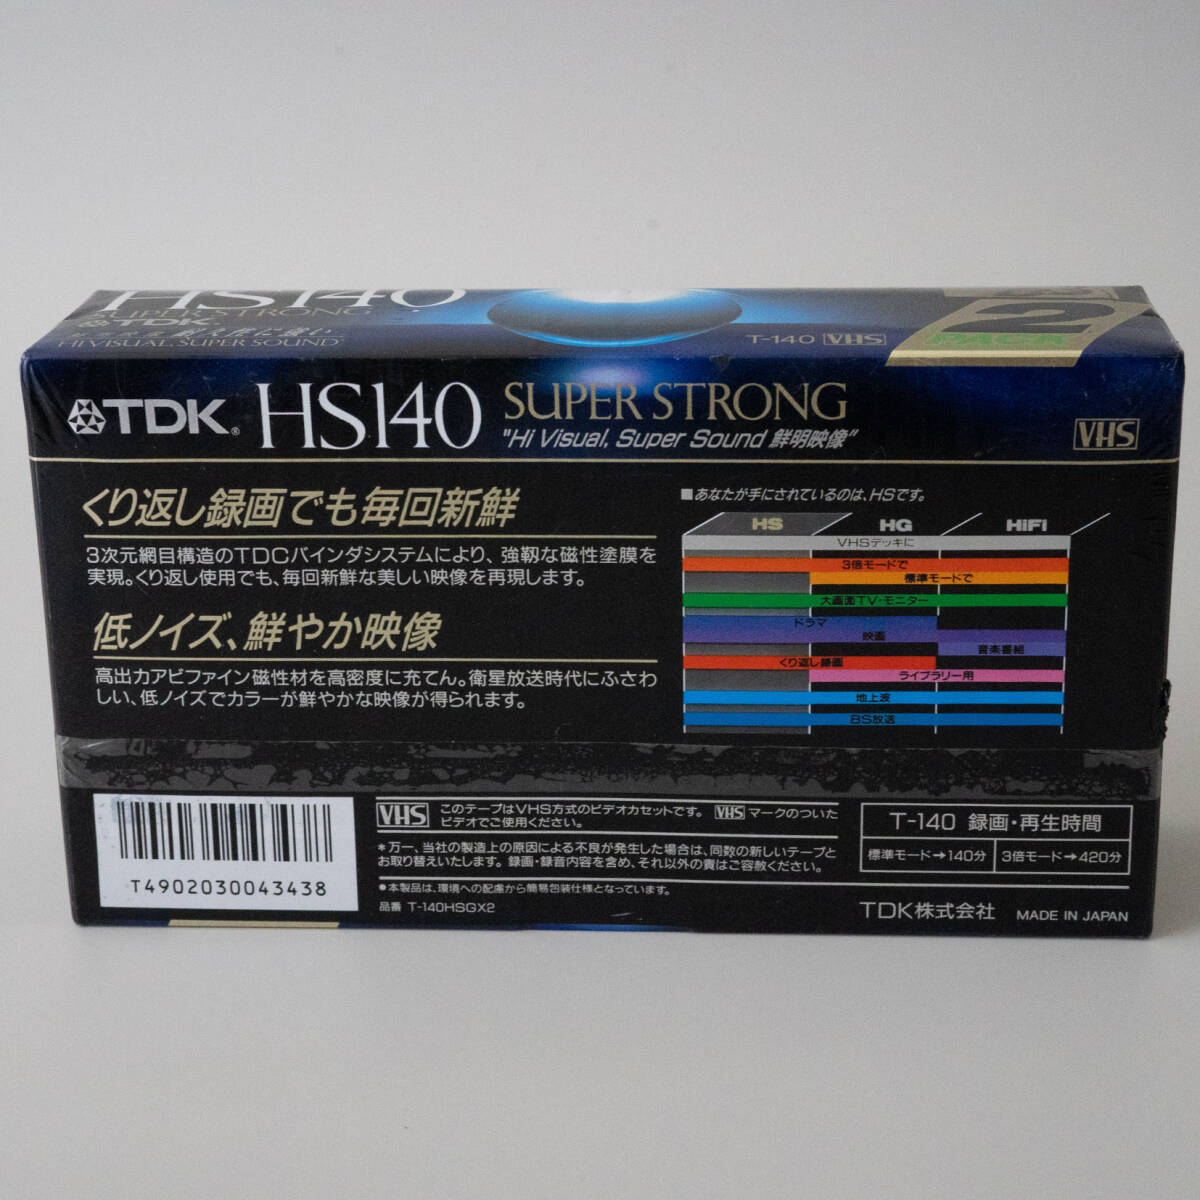 HS140
SUPER STRONG
TDK
HI VISUAL, SUPER SOUND
T-140 VHS
2
PACK
TDK® HS140 SUPER STRONG
"Hi Visual, Super Sound 鮮明映像"
VHS
くり返し録画でも毎回新鮮
3次元網目構造のTDCバインダシステムにより、強靭な磁性塗膜を
実現。くり返し使用でも、毎回新鮮な美しい映像を再現します。
低ノイズ、鮮やか映像
高出力アビファイン磁性材を高密度に充てん。衛星放送時代にふさわ
しい、低ノイズでカラーが鮮やかな映像が得られます。
■あなたが手にされているのは、HSです。
HS HG HiFi
VHSデッキに
3倍モードで
標準モードで
大画面TV・モニター
ドラマ
映画
音楽番組
くり返し録画
ライブラリー用
地上波
BS放送
T4902030043438
VHS このテープはVHS方式のビデオカセットです。 VHS マークのついた
ビデオでご使用ください。
*万一、当社の製造上の原因による不良が発生した場合は、同数の新しいテープと
お取り替えいたします。録画・録音内容を含め、それ以外の責はご容赦ください。
●本製品は、環境への配慮から簡易包装仕様となっています。
品番 T-140HSGX2
T-140 録画・再生時間
標準モード→140分 3倍モード→420分
TDK株式会社 MADE IN JAPAN